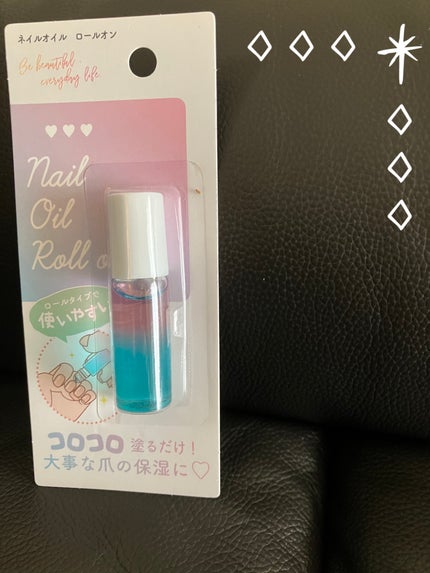 ネイルオイル ロールオン
Be beautiful..
everyday life.
Nail
Oil
Roll o
ロールタイプで
使いやすい
コロコロ 塗るだけ!
大事な爪の保湿に♡